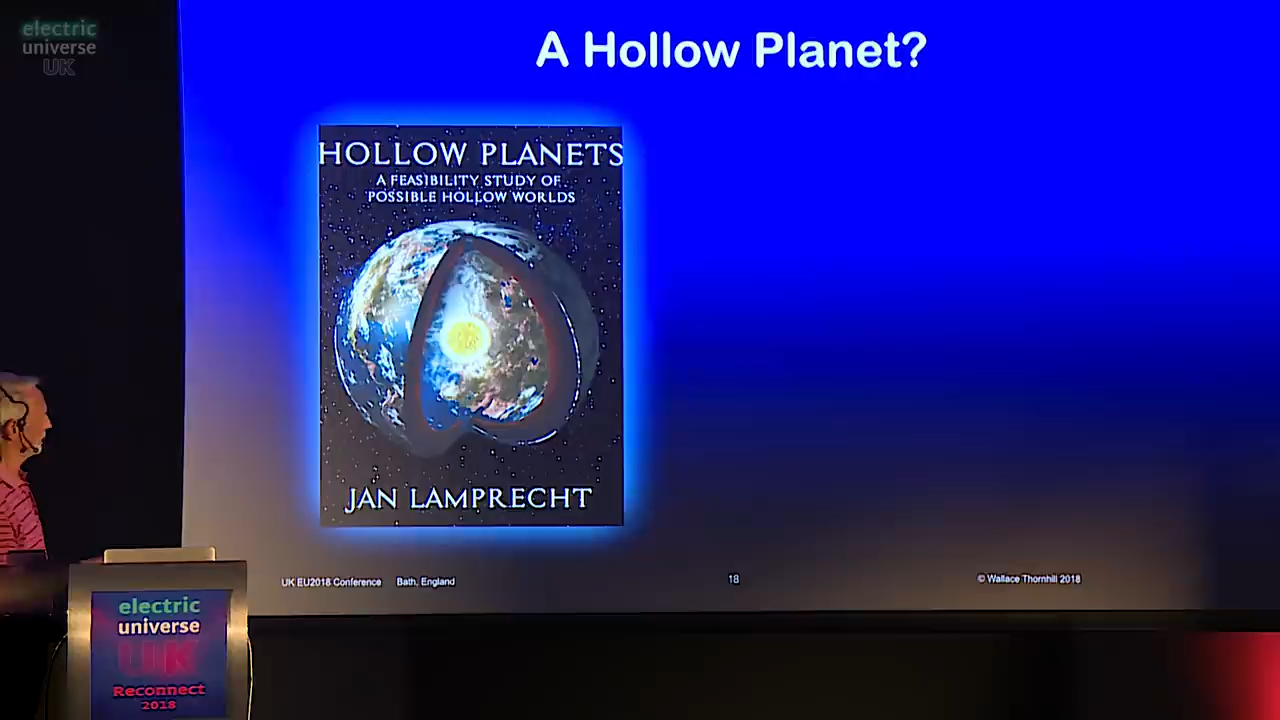 electric
universe
UK
A Hollow Planet?
HOLLOW PLANETS
A FEASIBILITY STUDY OF
POSSIBLE HOLLOW WORLDS
JAN LAMPRECHT
UK EU2018 Conference Bath, England
18
© Wallace Thornhill 2018
electric
universe
UK
Reconnect
2018